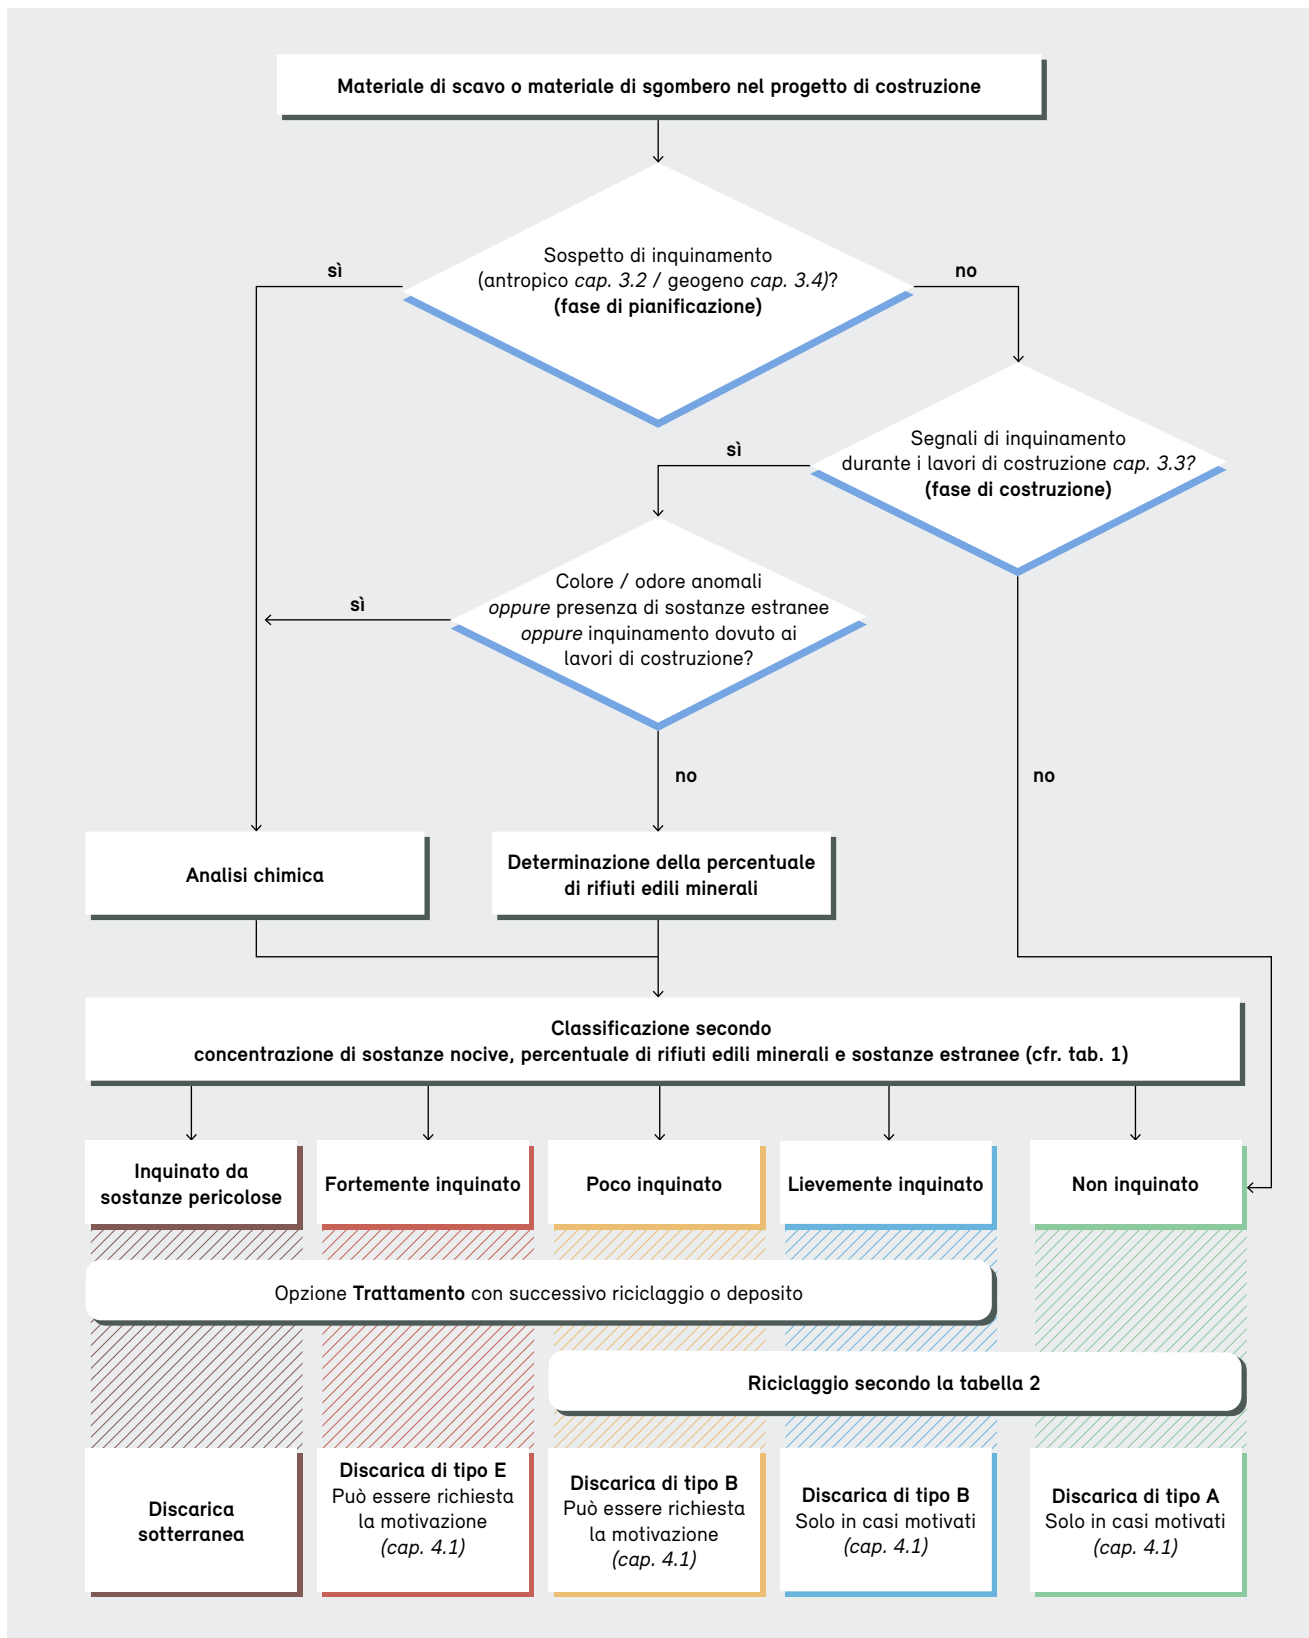 Materiale di scavo o materiale di sgombero nel progetto di costruzione
Sospetto di inquinamento
(antropico cap. 3.2 / geogeno cap. 3.4)?
(fase di pianificazione)
sì
no
Segnali di inquinamento
durante i lavori di costruzione cap. 3.3?
(fase di costruzione)
sì
Colore / odore anomali
oppure presenza di sostanze estranee
oppure inquinamento dovuto ai
lavori di costruzione?
sì
no
no
Analisi chimica
Determinazione della percentuale
di rifiuti edili minerali
Classificazione secondo
concentrazione di sostanze nocive, percentuale di rifiuti edili minerali e sostanze estranee (cfr. tab. 1)
Inquinato da
sostanze pericolose
Fortemente inquinato
Poco inquinato
Lievemente inquinato
Non inquinato
Opzione Trattamento con successivo riciclaggio o deposito
Riciclaggio secondo la tabella 2
Discarica
sotterranea
Discarica di tipo E
Può essere richiesta
la motivazione
(cap. 4.1)
Discarica di tipo B
Può essere richiesta
la motivazione
(cap. 4.1)
Discarica di tipo B
Solo in casi motivati
(cap. 4.1)
Discarica di tipo A
Solo in casi motivati
(cap. 4.1)